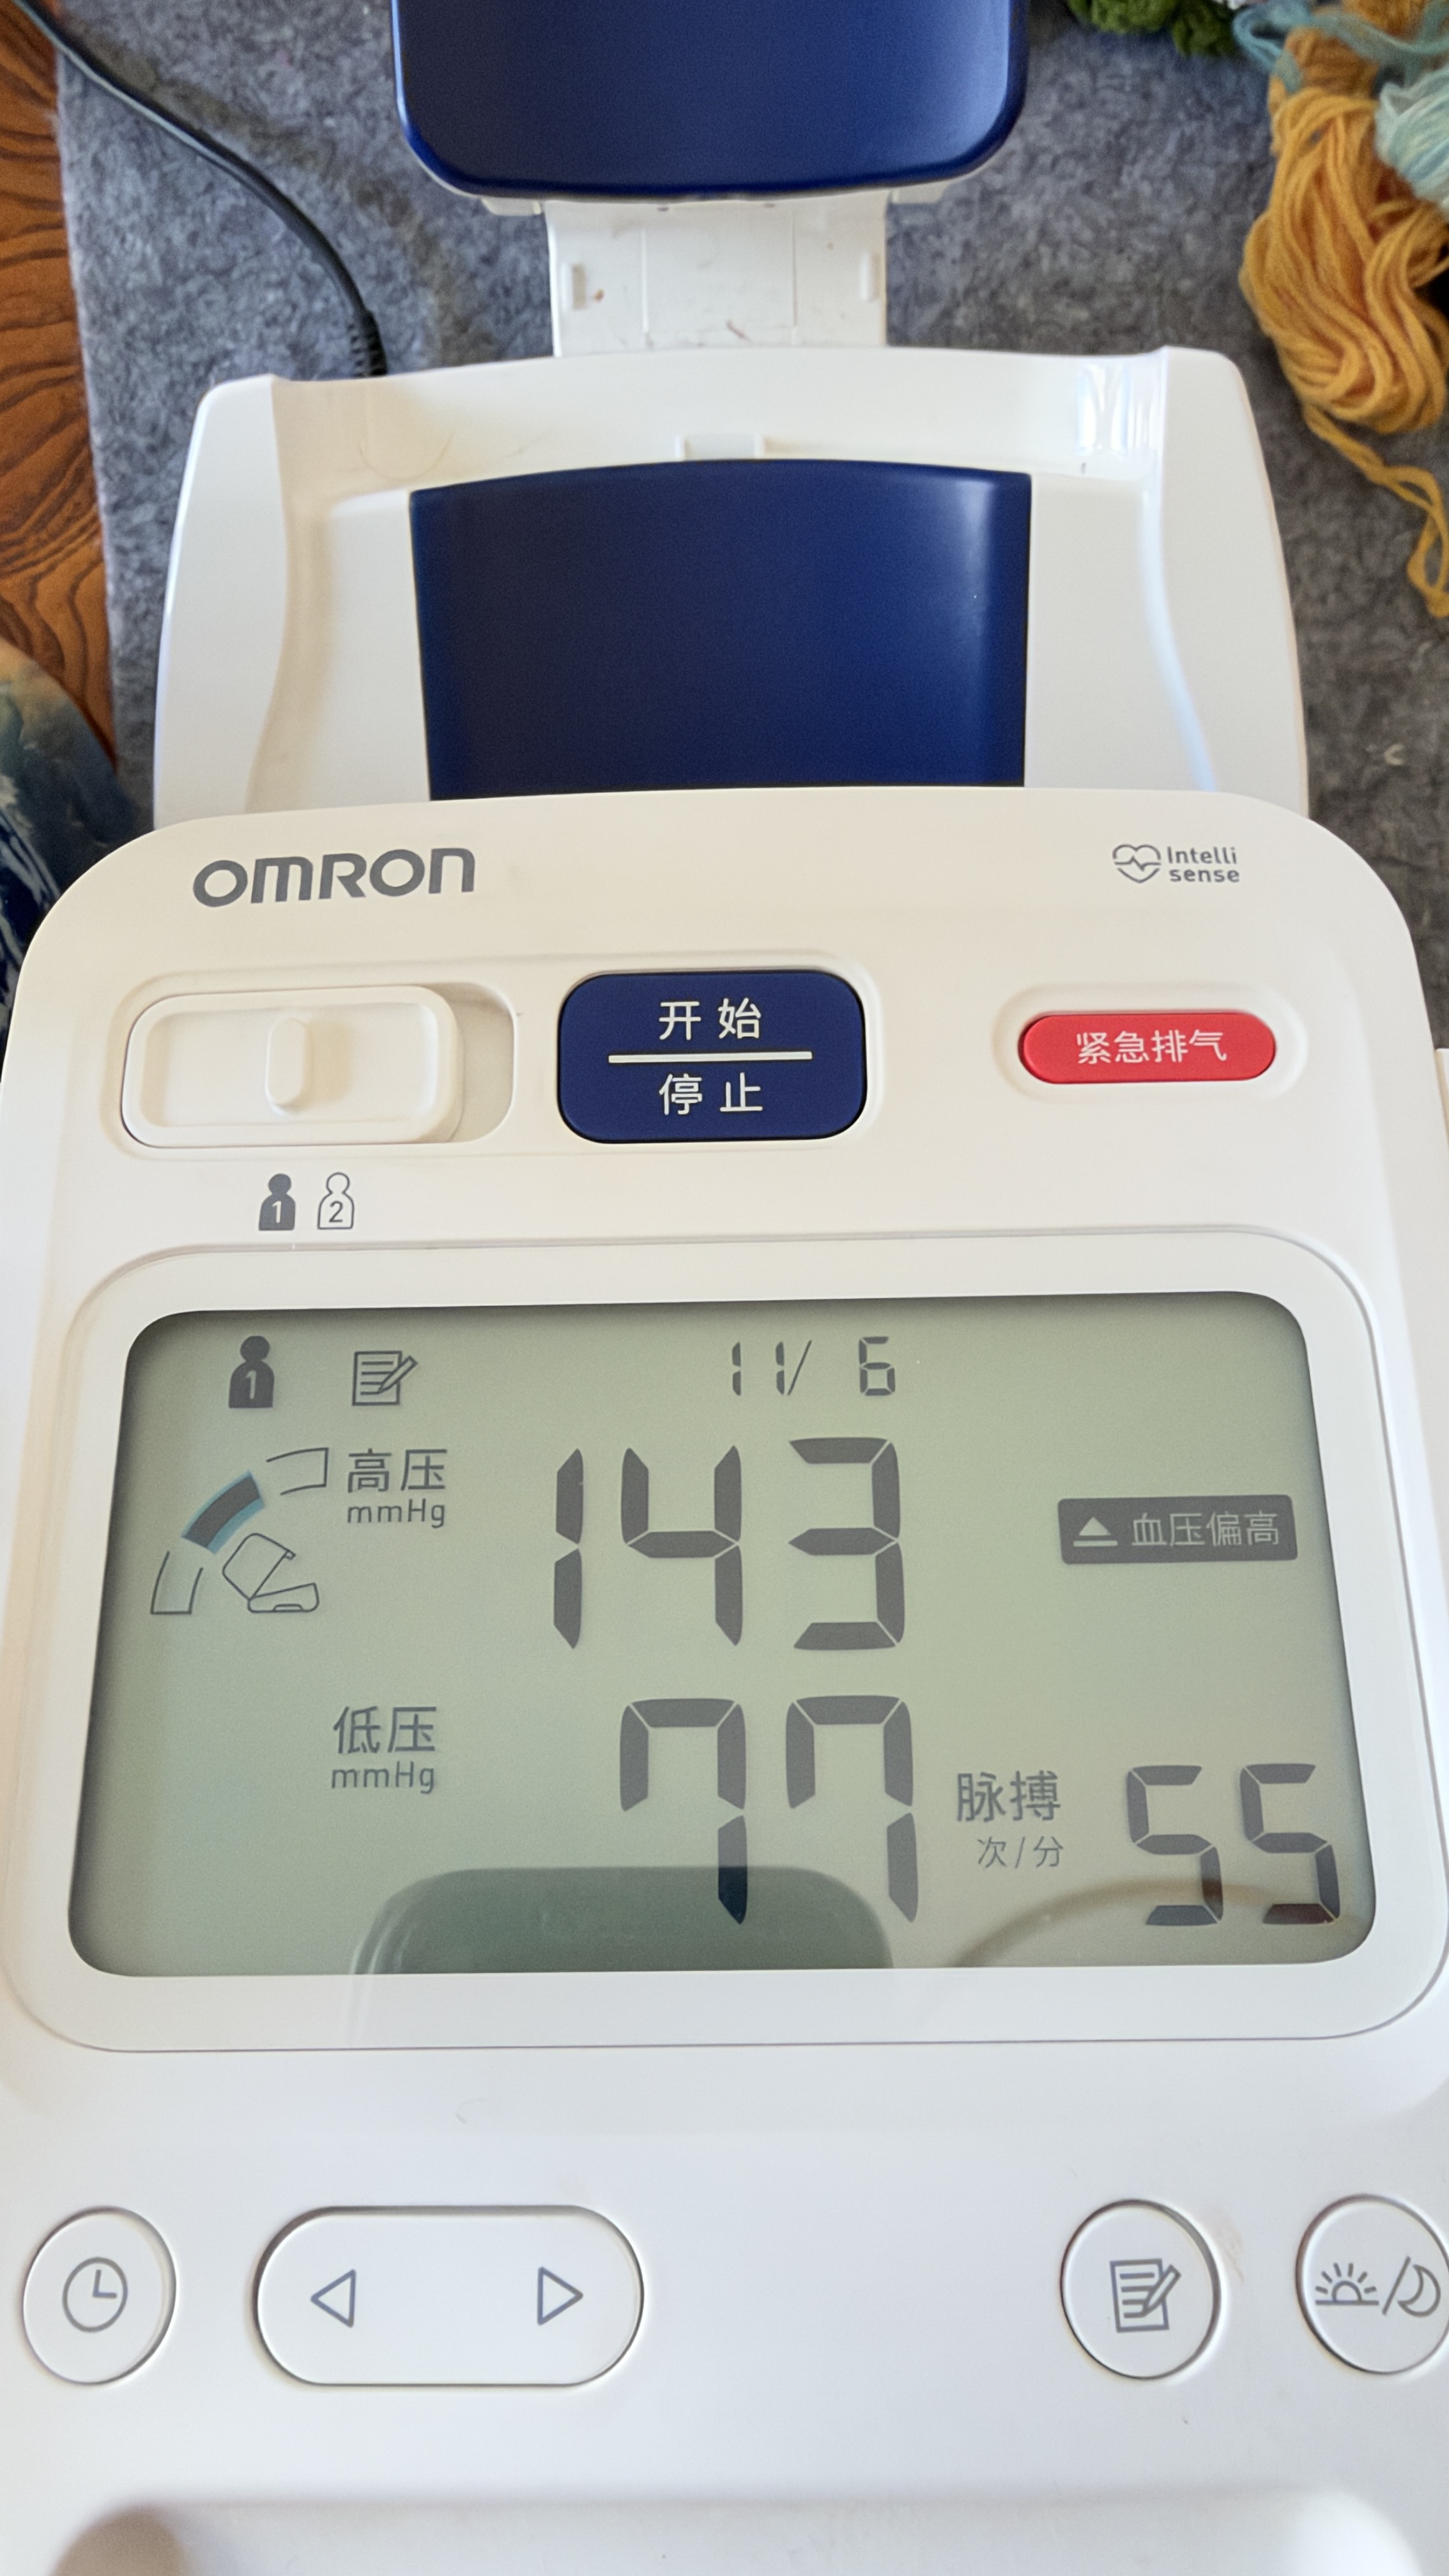 OMRON
Intelli
sense
开始
停止
紧急排气
1 2
1
11/ 6
高压
mmHg
143
血压偏高
低压
mmHg
77
脉搏
次/分
55